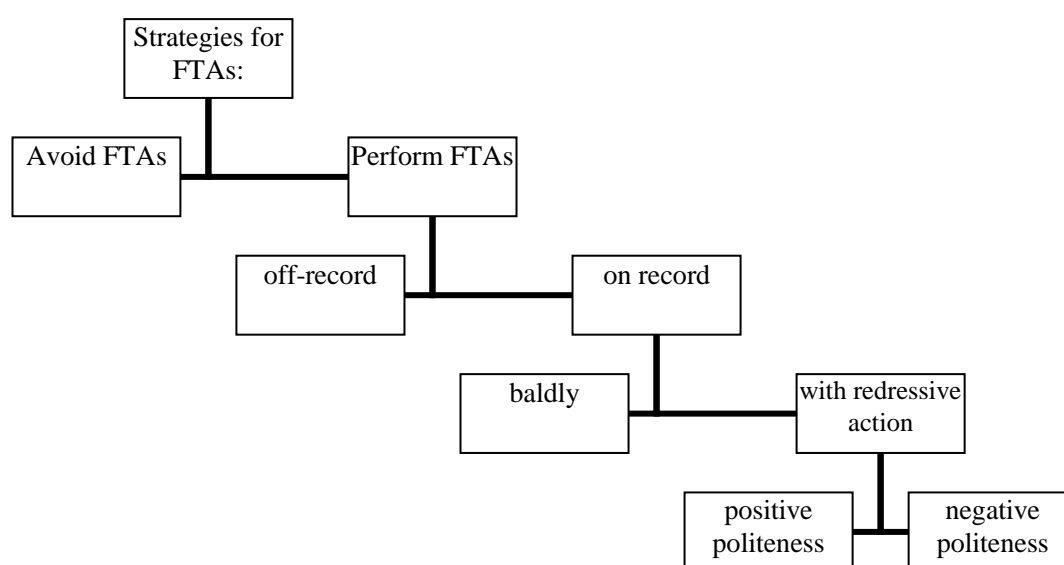 Strategies for
FTAs:
Avoid FTAs
Perform FTAs
off-record
on record
baldly
with redressive
action
positive
politeness
negative
politeness